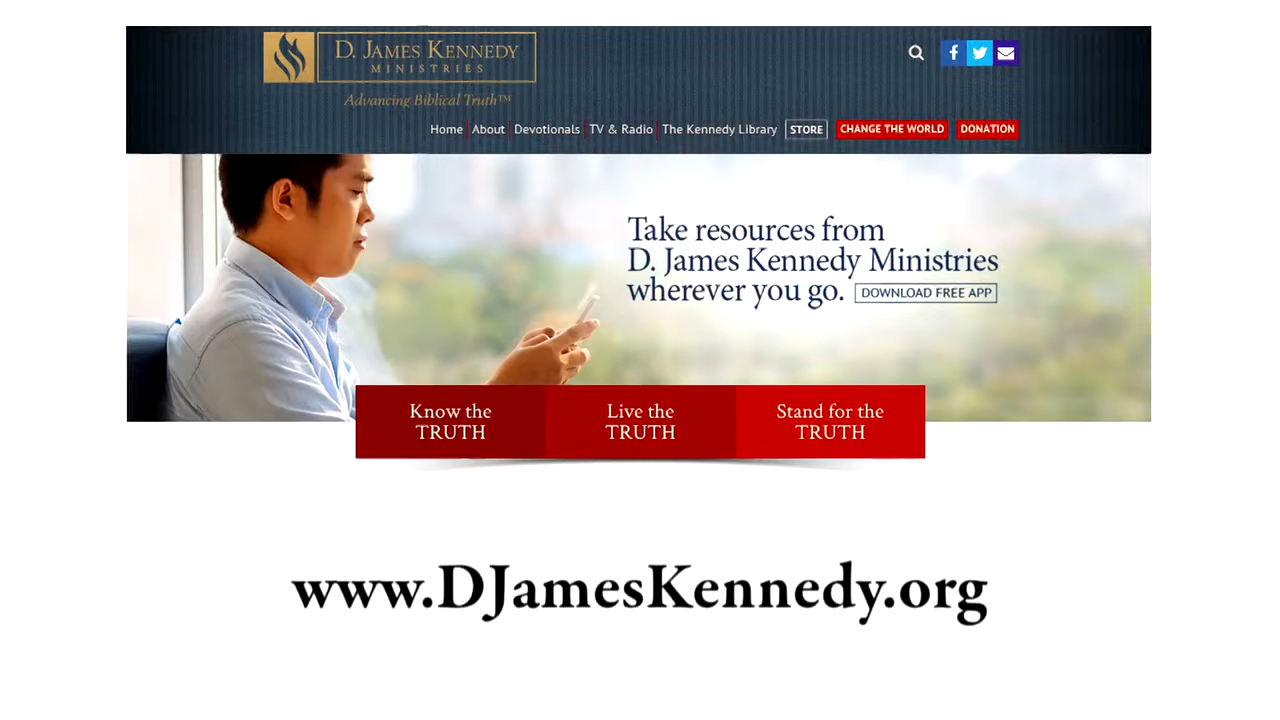 D. JAMES KENNEDY
MINISTRIES
Advancing Biblical Truth™
Home About Devotionals TV & Radio The Kennedy Library STORE CHANGE THE WORLD DONATION
Take resources from
D. James Kennedy Ministries
wherever you go. DOWNLOAD FREE APP
Know the
TRUTH
Live the
TRUTH
Stand for the
TRUTH
www.DJamesKennedy.org